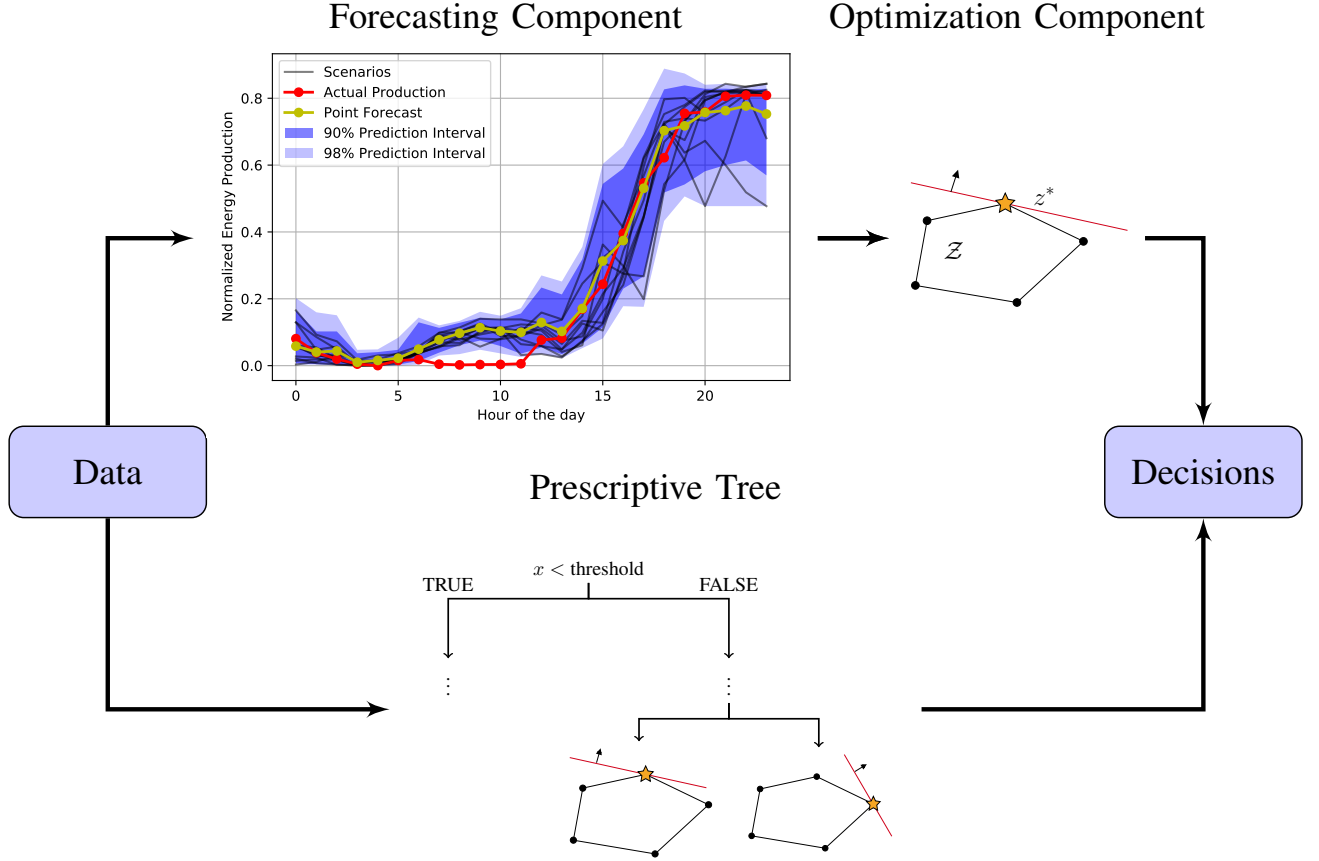 Forecasting Component
Optimization Component
Scenarios
Actual Production
Point Forecast
90% Prediction Interval
98% Prediction Interval
Normalized Energy Production
0.8
0.6
0.4
0.2
0.0
0
5
10
15
20
Hour of the day
z*
𝒵
Data
Decisions
Prescriptive Tree
x < threshold
TRUE
FALSE
⋮
⋮